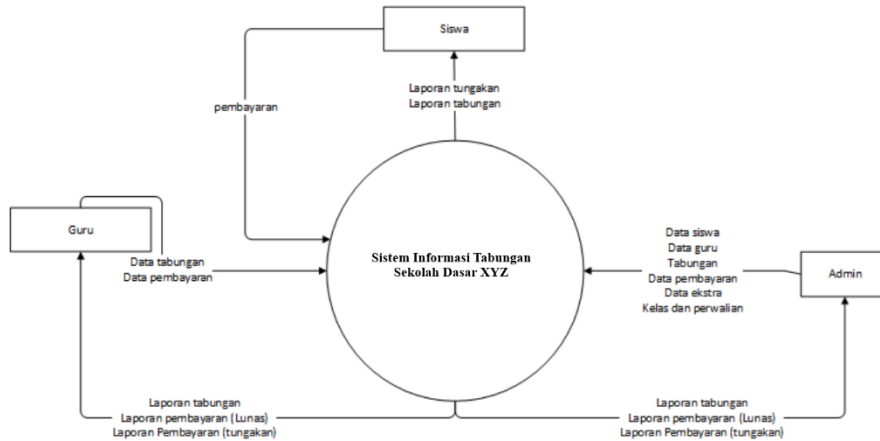 Siswa
Laporan tungakan
Laporan tabungan
pembayaran
Guru
Data tabungan
Data pembayaran
Sistem Informasi Tabungan
Sekolah Dasar XYZ
Data siswa
Data guru
Tabungan
Data pembayaran
Data ekstra
Kelas dan perwalian
Admin
Laporan tabungan
Laporan pembayaran (Lunas)
Laporan Pembayaran (tungakan)
Laporan tabungan
Laporan pembayaran (Lunas)
Laporan Pembayaran (tungakan)